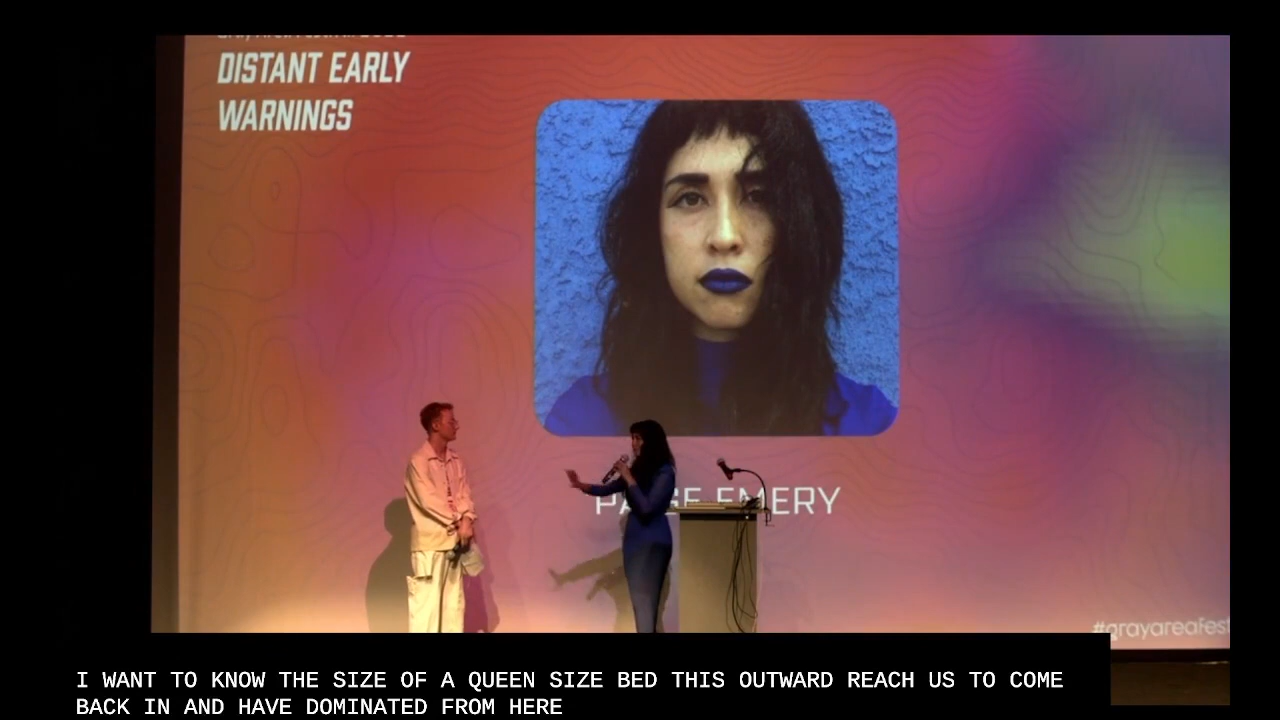 DISTANT EARLY
WARNINGS
EMERY
#grayareafest
I WANT TO KNOW THE SIZE OF A QUEEN SIZE BED THIS OUTWARD REACH US TO COME
BACK IN AND HAVE DOMINATED FROM HERE